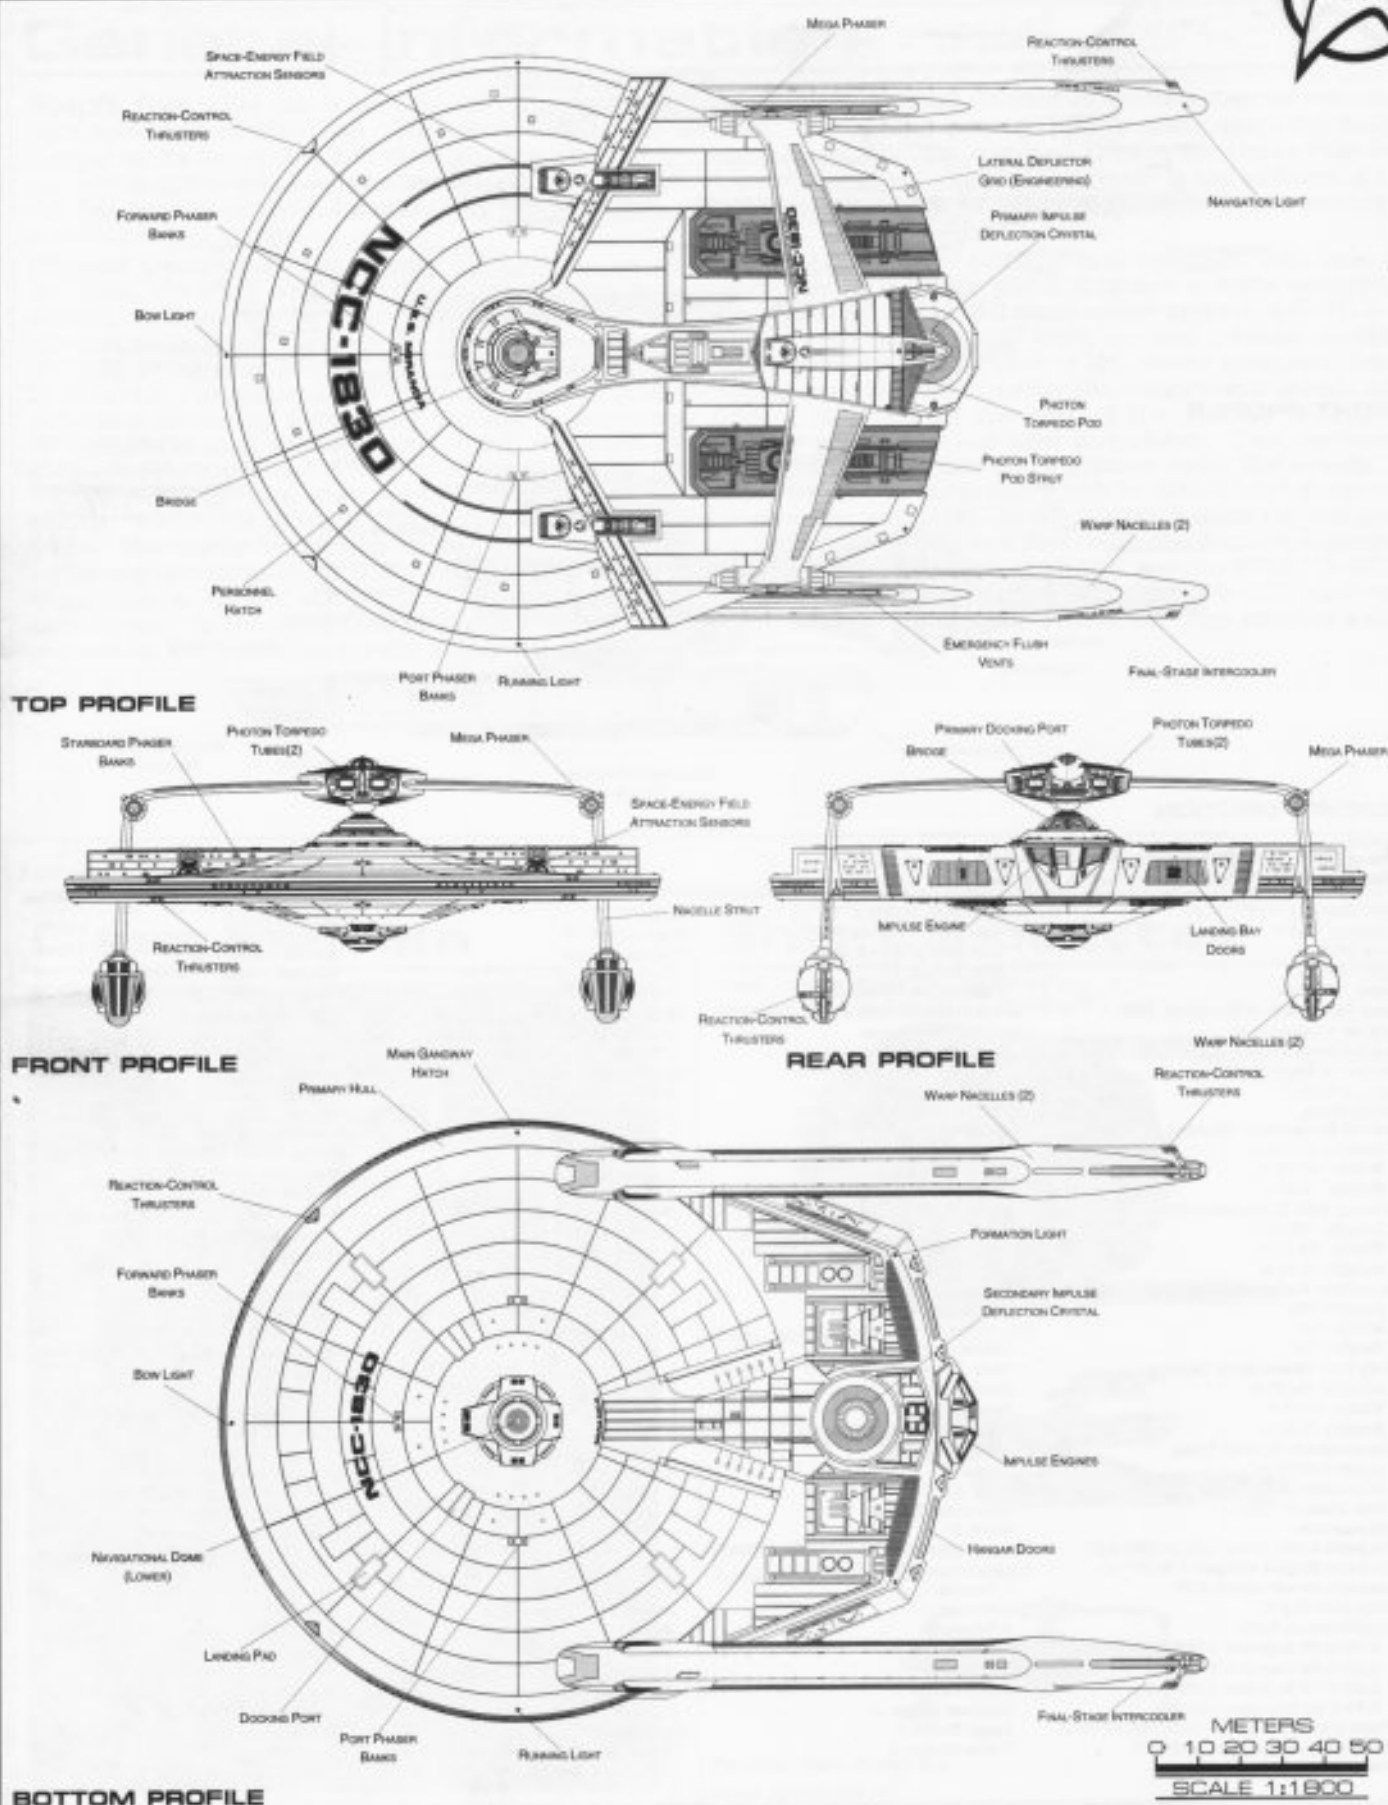 MEGA PHASER
REACTION-CONTROL
THRUSTERS
SPACE-ENERGY FIELD
ATTRACTION SENSORS
REACTION-CONTROL
THRUSTERS
LATERAL DEFLECTOR
GRID (ENGINEERING)
NAVIGATION LIGHT
FORWARD PHASER
BANKS
PRIMARY IMPULSE
DEFLECTION CRYSTAL
NCC-1830
NCC-1830
U.S.S. MIRANDA
BOW LIGHT
PHOTON
TORPEDO POD
PHOTON TORPEDO
POD STRUT
BRIDGE
WARP NACELLES (2)
PERSONNEL
HATCH
EMERGENCY FLUSH
VENTS
FINAL-STAGE INTERCOOLER
PORT PHASER
BANKS
RUNNING LIGHT
TOP PROFILE
STARBOARD PHASER
BANKS
PHOTON TORPEDO
TUBES(2)
MEGA PHASER
SPACE-ENERGY FIELD
ATTRACTION SENSORS
NACELLE STRUT
REACTION-CONTROL
THRUSTERS
FRONT PROFILE
PRIMARY DOCKING PORT
BRIDGE
PHOTON TORPEDO
TUBES(2)
MEGA PHASER
IMPULSE ENGINE
LANDING BAY
DOORS
REACTION-CONTROL
THRUSTERS
WARP NACELLES (2)
REAR PROFILE
MAIN GANGWAY
HATCH
PRIMARY HULL
WARP NACELLES (2)
REACTION-CONTROL
THRUSTERS
REACTION-CONTROL
THRUSTERS
FORMATION LIGHT
FORWARD PHASER
BANKS
SECONDARY IMPULSE
DEFLECTION CRYSTAL
NCC-1830
BOW LIGHT
IMPULSE ENGINES
NAVIGATIONAL DOME
(LOWER)
HANGAR DOORS
LANDING PAD
DOCKING PORT
PORT PHASER
BANKS
RUNNING LIGHT
FINAL-STAGE INTERCOOLER
METERS
0 10 20 30 40 50
SCALE 1:1800
BOTTOM PROFILE